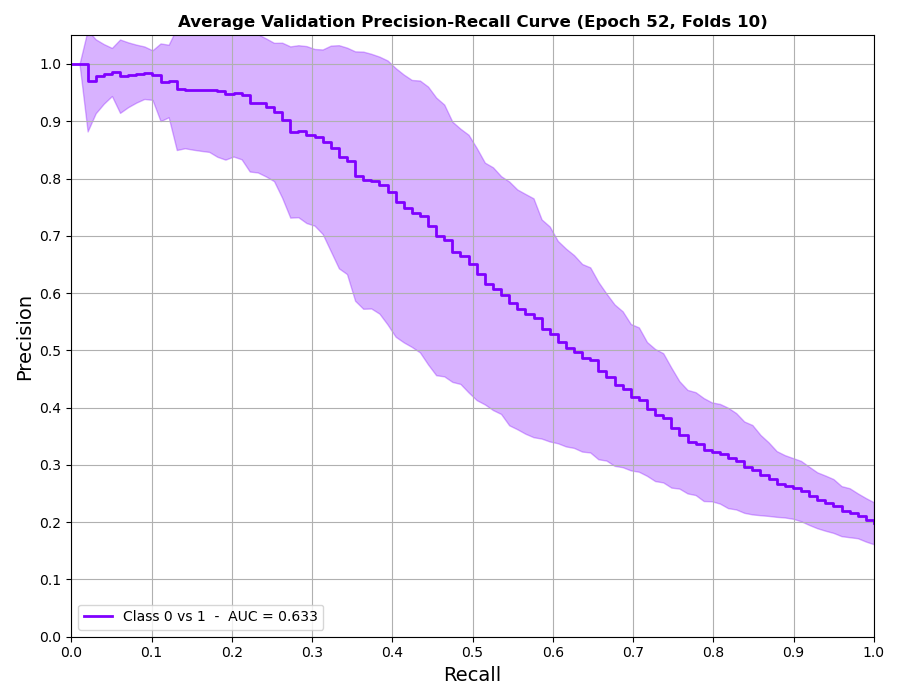 Average Validation Precision-Recall Curve (Epoch 52, Folds 10)
Precision
1.0
0.9
0.8
0.7
0.6
0.5
0.4
0.3
0.2
0.1
0.0
Class 0 vs 1 - AUC = 0.633
0.0 0.1 0.2 0.3 0.4 0.5 0.6 0.7 0.8 0.9 1.0
Recall